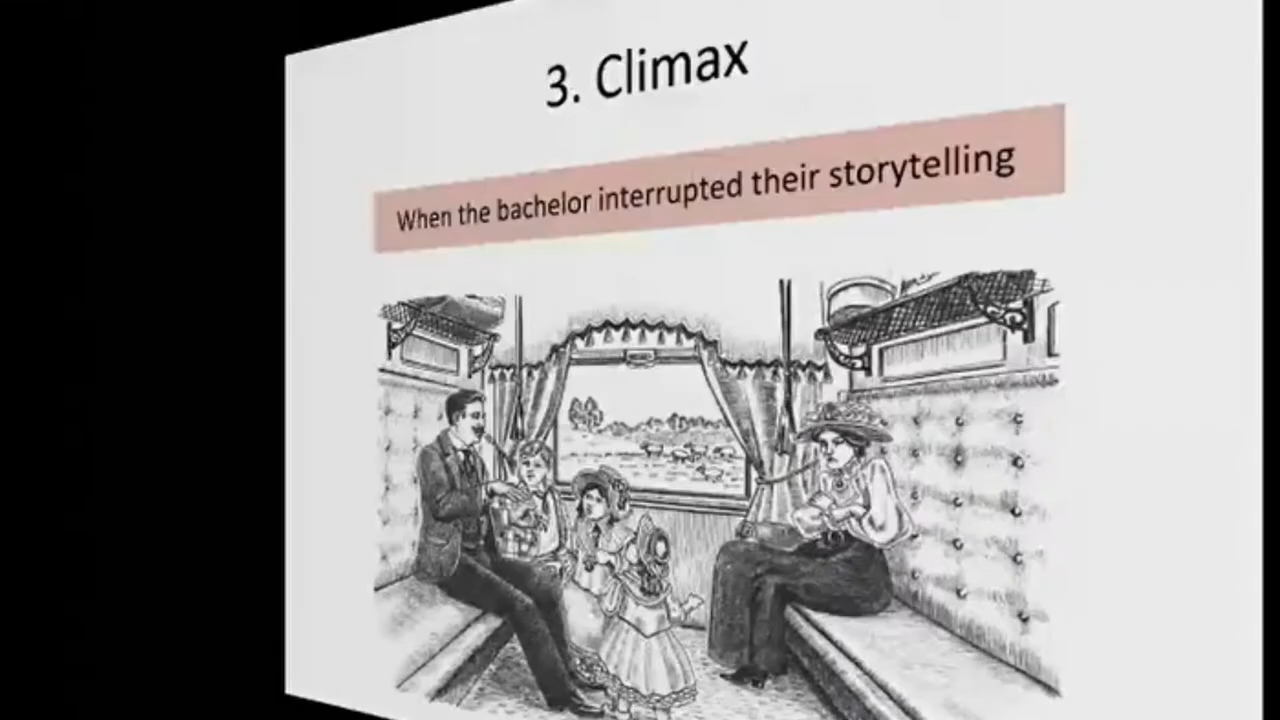 3. Climax
When the bachelor interrupted their storytelling